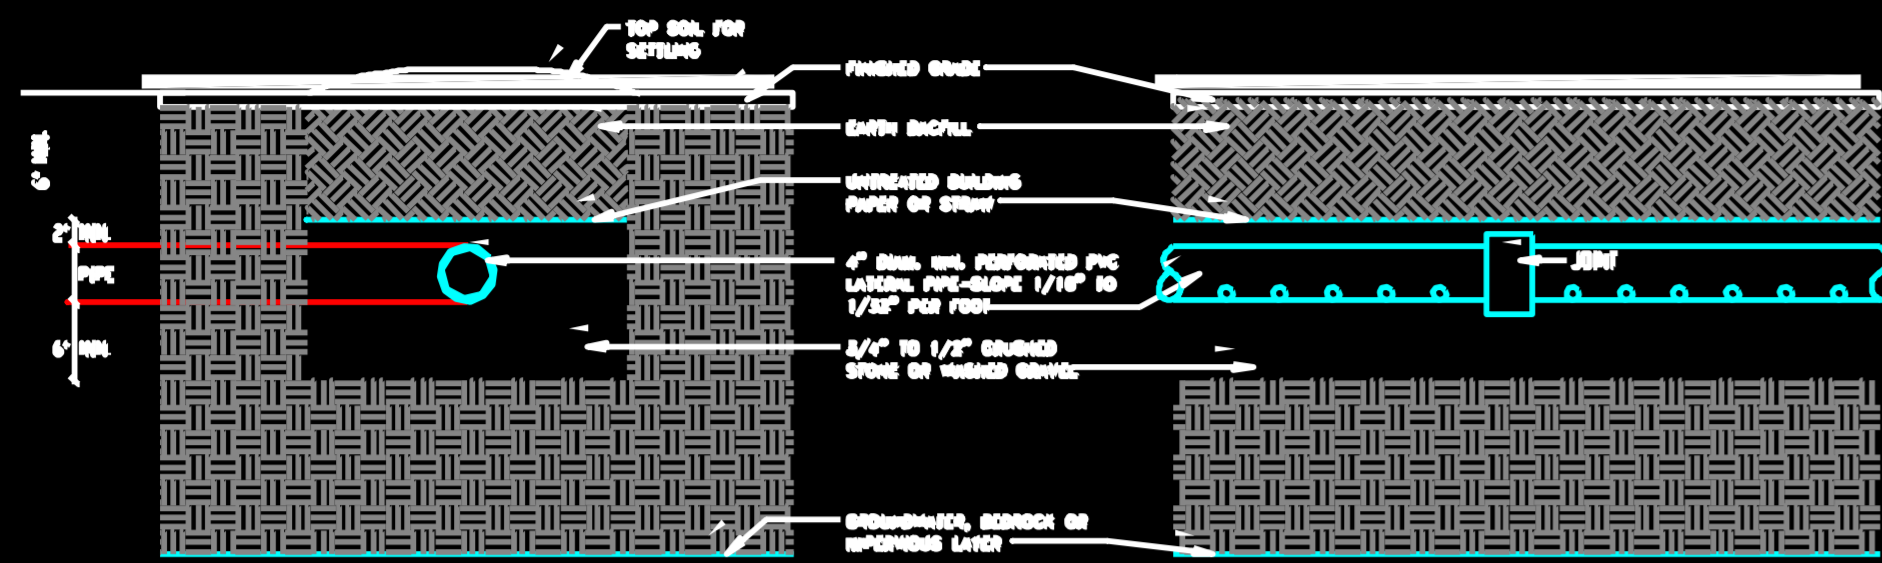 TOP SOIL FOR
SETTLING
FINISHED GRADE
EARTH BACFILL
UNTREATED BUILDING
PAPER OR STRAW
6" MIN.
2" MIN.
PIPE
6" MIN.
4" DIAM. MIN. PERFORATED PVC
LATERAL PIPE-SLOPE 1/16" TO
1/32" PER FOOT
JOINT
3/4" TO 1/2" CRUSHED
STONE OR WASHED GRAVEL
GROUNDWATER, BEDROCK OR
IMPERVIOUS LAYER